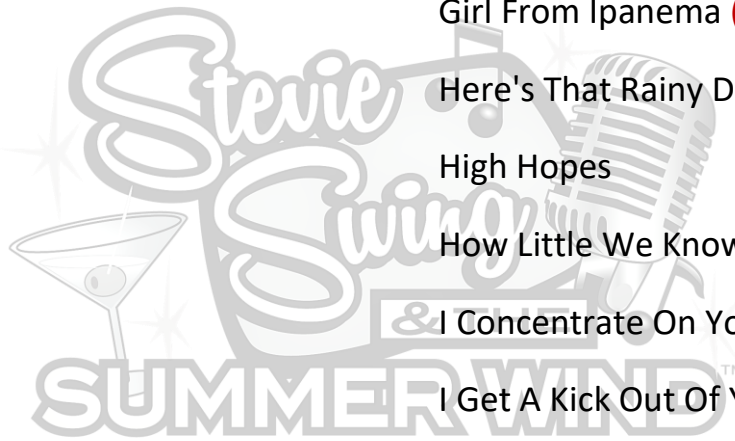 Girl From Ipanema (
Here's That Rainy D
High Hopes
How Little We Know
I Concentrate On Yo
I Get A Kick Out Of Y
Stevie
Swing
& THE
SUMMER WIND
TM